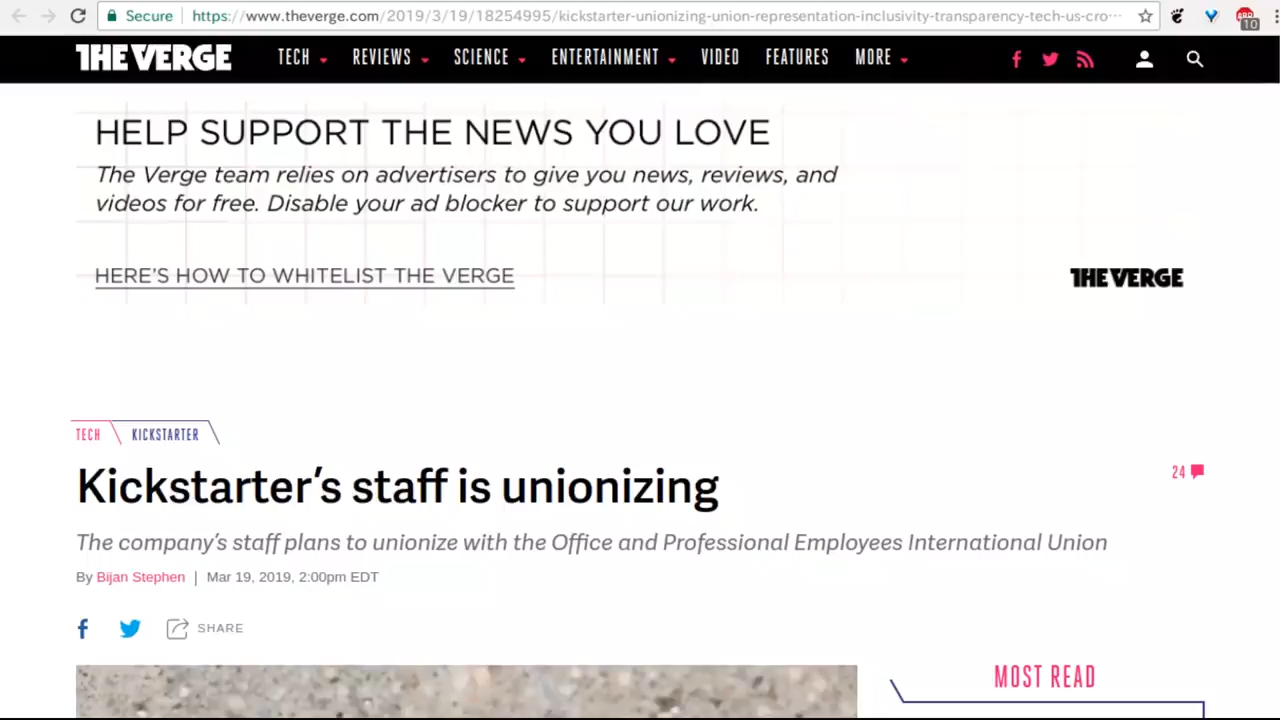 Secure https://www.theverge.com/2019/3/19/18254995/kickstarter-unionizing-union-representation-inclusivity-transparency-tech-us-cro…
10
THE VERGE TECH REVIEWS SCIENCE ENTERTAINMENT VIDEO FEATURES MORE
HELP SUPPORT THE NEWS YOU LOVE
The Verge team relies on advertisers to give you news, reviews, and
videos for free. Disable your ad blocker to support our work.
HERE'S HOW TO WHITELIST THE VERGE
THE VERGE
TECH KICKSTARTER
Kickstarter's staff is unionizing
24
The company's staff plans to unionize with the Office and Professional Employees International Union
By Bijan Stephen | Mar 19, 2019, 2:00pm EDT
SHARE
MOST READ